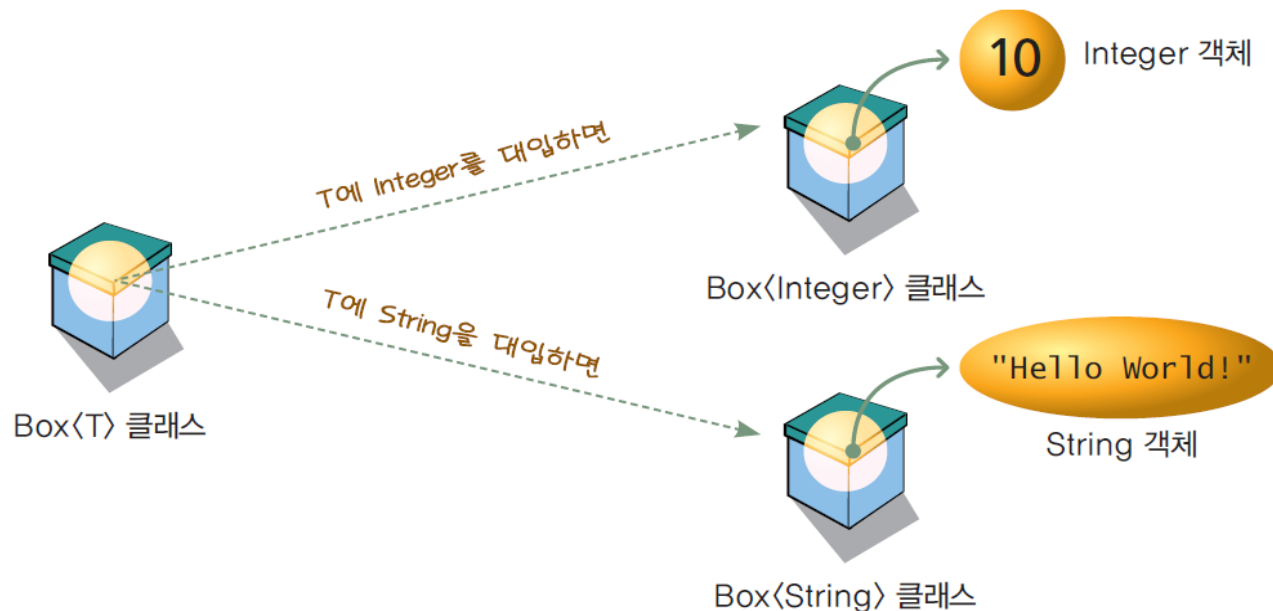 10
Integer 객체
T에 Integer를 대입하면
Box〈Integer〉 클래스
T에 String을 대입하면
"Hello World!"
Box〈T〉 클래스
String 객체
Box〈String〉 클래스